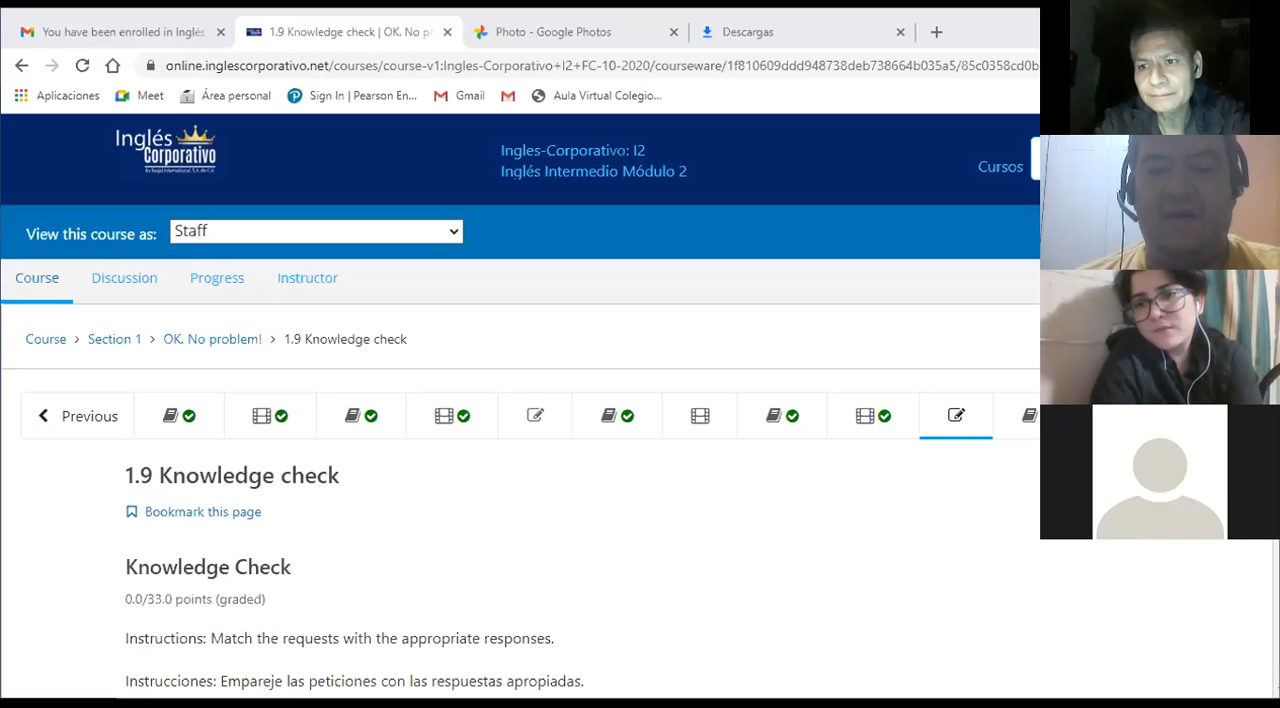 You have been enrolled in Inglés
1.9 Knowledge check | OK. No pr
Photo - Google Photos
Descargas
online.inglescorporativo.net/courses/course-v1:Ingles-Corporativo+I2+FC-10-2020/courseware/1f810609ddd948738deb738664b035a5/85c0358cd0b
Aplicaciones
Meet
Área personal
Sign In | Pearson En...
Gmail
Aula Virtual Colegio...
Inglés
Corporativo
Ingles-Corporativo: I2
Inglés Intermedio Módulo 2
Cursos
View this course as:
Staff
Course
Discussion
Progress
Instructor
Course > Section 1 > OK. No problem! > 1.9 Knowledge check
Previous
1.9 Knowledge check
Bookmark this page
Knowledge Check
0.0/33.0 points (graded)
Instructions: Match the requests with the appropriate responses.
Instrucciones: Empareje las peticiones con las respuestas apropiadas.